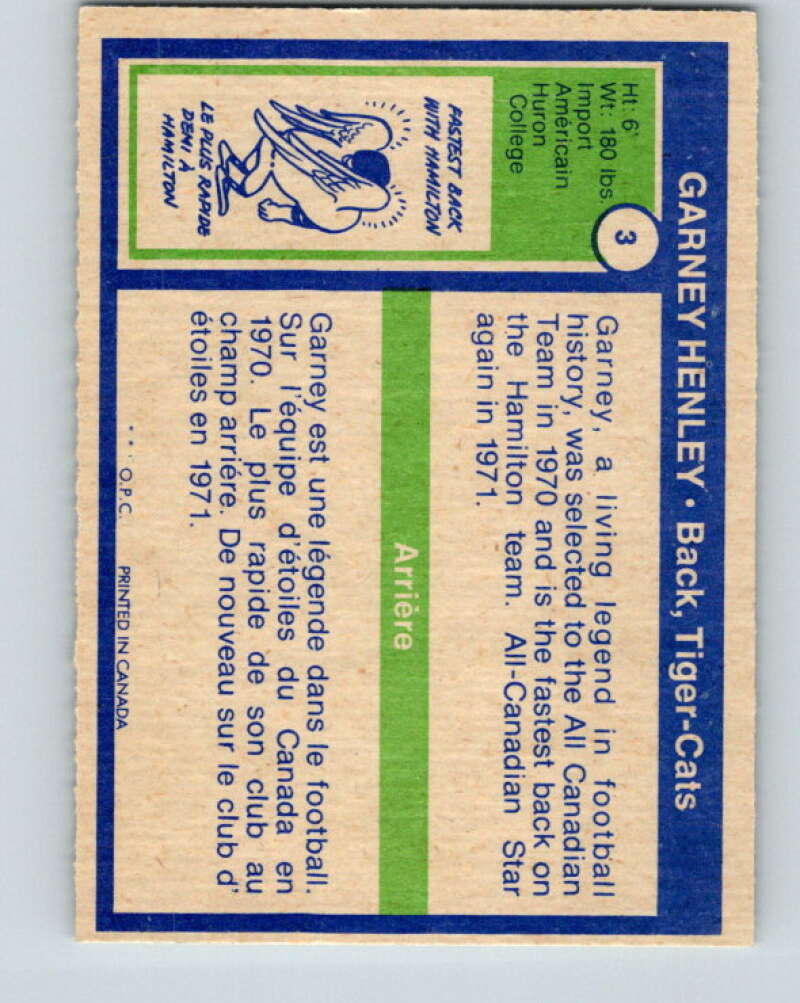 GARNEY HENLEY • Back, Tiger-Cats
3
Ht: 6'
Wt: 180 lbs.
Import
Américain
Huron
College
FASTEST BACK
WITH HAMILTON
LE PLUS RAPIDE
DEMI À
HAMILTON
Garney, a living legend in football
history, was selected to the All Canadian
Team in 1970 and is the fastest back on
the Hamilton team. All-Canadian Star
again in 1971.
Arrière
Garney est une légende dans le football.
Sur l'équipe d'étoiles du Canada en
1970. Le plus rapide de son club au
champ arriére. De nouveau sur le club d'
étoiles en 1971.
O.P.C. PRINTED IN CANADA